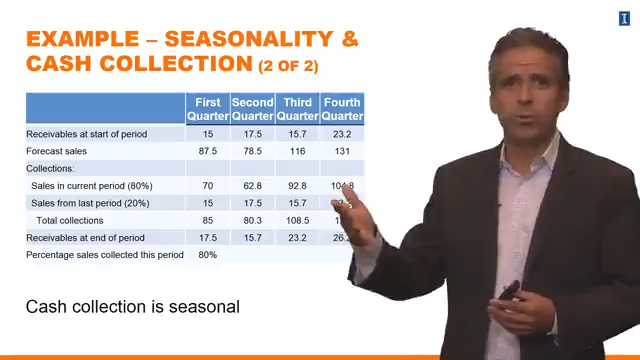 I
EXAMPLE – SEASONALITY &
CASH COLLECTION (2 OF 2)
First Quarter Second Quarter Third Quarter Fourth Quarter
Receivables at start of period 15 17.5 15.7 23.2
Forecast sales 87.5 78.5 116 131
Collections:
Sales in current period (80%) 70 62.8 92.8 104.8
Sales from last period (20%) 15 17.5 15.7
Total collections 85 80.3 108.5
Receivables at end of period 17.5 15.7 23.2 26.2
Percentage sales collected this period 80%
Cash collection is seasonal